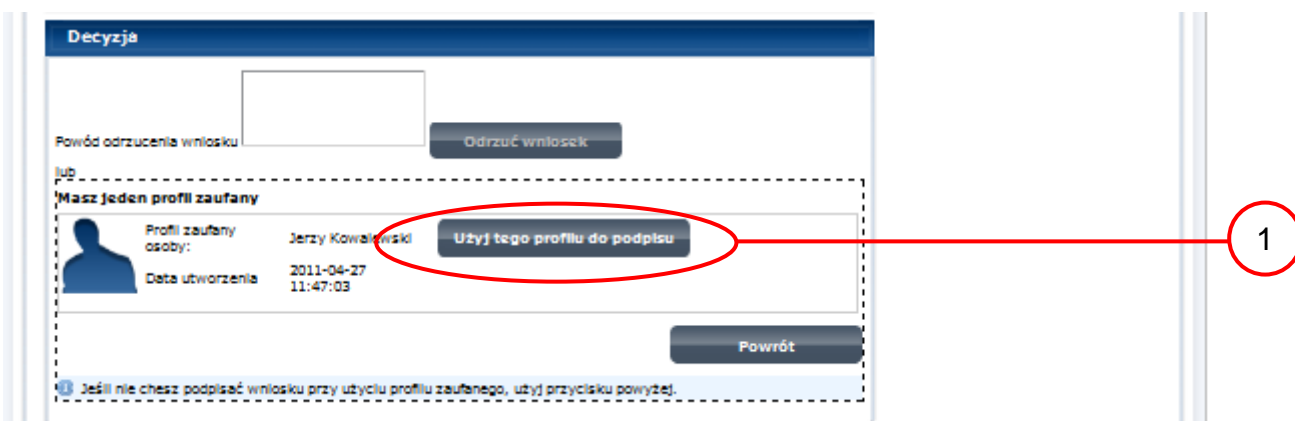 Decyzja
Powód odrzucenia wniosku
Odrzuć wniosek
lub
Masz jeden profil zaufany
Profil zaufany
osoby:
Jerzy Kowalewski
Użyj tego profilu do podpisu
1
Data utworzenia
2011-04-27
11:47:03
Powrót
Jeśli nie chesz podpisać wniosku przy użyciu profilu zaufanego, użyj przycisku powyżej.